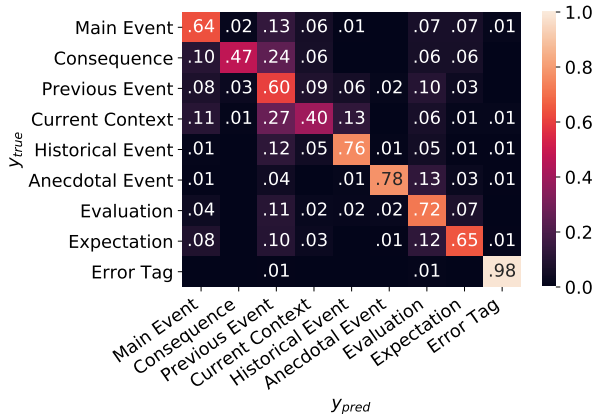 Main Event .64 .02 .13 .06 .01 .07 .07 .01 1.0
Consequence .10 .47 .24 .06 .06 .06
Previous Event .08 .03 .60 .09 .06 .02 .10 .03 0.8
Current Context .11 .01 .27 .40 .13 .06 .01 .01 0.6
Historical Event .01 .12 .05 .76 .01 .05 .01 .01
Anecdotal Event .01 .04 .01 .78 .13 .03 .01 0.4
Evaluation .04 .11 .02 .02 .02 .72 .07
Expectation .08 .10 .03 .01 .12 .65 .01 0.2
Error Tag .01 .01 .98 0.0
y_true
Main Event
Consequence
Previous Event
Current Context
Historical Event
Anecdotal Event
Evaluation
Expectation
Error Tag
y_pred